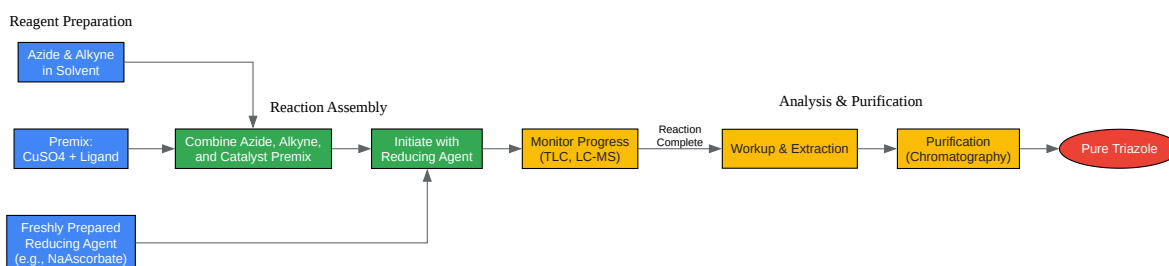 Reagent Preparation
Azide & Alkyne
in Solvent
Reaction Assembly
Analysis & Purification
Premix:
CuSO4 + Ligand
Combine Azide, Alkyne,
and Catalyst Premix
Initiate with
Reducing Agent
Monitor Progress
(TLC, LC-MS)
Reaction
Complete
Workup & Extraction
Purification
(Chromatography)
Pure Triazole
Freshly Prepared
Reducing Agent
(e.g., NaAscorbate)